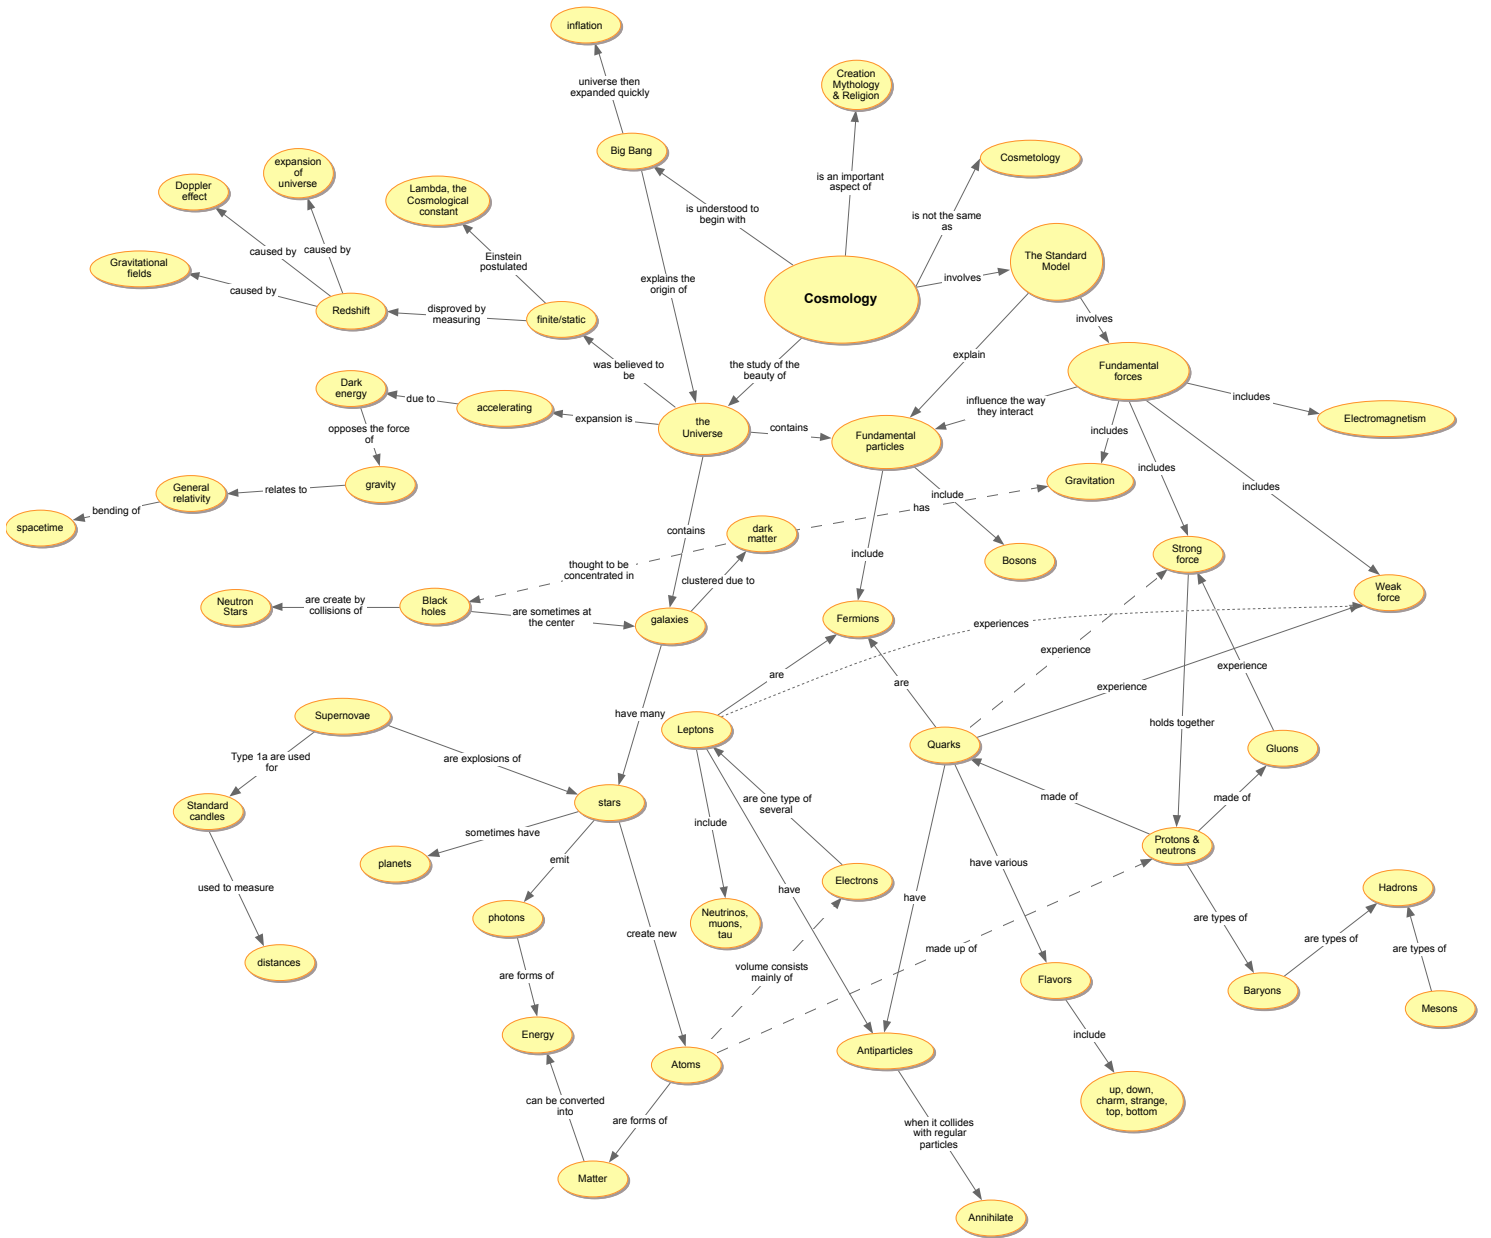 inflation
universe then
expanded quickly
Creation
Mythology
& Religion
Big Bang
Cosmetology
expansion
of
universe
Doppler
effect
Lambda, the
Cosmological
constant
is an important
aspect of
is understood to
begin with
is not the same
as
caused by
caused by
Einstein
postulated
The Standard
Model
Gravitational
fields
caused by
explains the
origin of
involves
Cosmology
Redshift
disproved by
measuring
finite/static
involves
was believed to
be
the study of the
beauty of
explain
Fundamental
forces
Dark
energy
due to
accelerating
expansion is
the
Universe
contains
Fundamental
particles
influence the way
they interact
includes
Electromagnetism
opposes the force
of
includes
includes
includes
gravity
relates to
General
relativity
bending of
spacetime
Gravitation
include
has
contains
dark
matter
include
Bosons
Strong
force
thought to be
concentrated in
clustered due to
Neutron
Stars
are create by
collisions of
Black
holes
are sometimes at
the center
galaxies
Fermions
experiences
Weak
force
experience
experience
experience
are
are
Supernovae
have many
Leptons
Quarks
holds together
Gluons
Type 1a are used
for
are explosions of
Standard
candles
stars
are one type of
several
made of
made of
sometimes have
include
planets
emit
Protons &
neutrons
have various
used to measure
have
Electrons
have
Hadrons
photons
Neutrinos,
muons,
tau
create new
are types of
made up of
are types of
are types of
distances
are forms of
volume consists
mainly of
Flavors
Baryons
Mesons
Energy
include
Atoms
Antiparticles
can be converted
into
are forms of
up, down,
charm, strange,
top, bottom
when it collides
with regular
particles
Matter
Annihilate